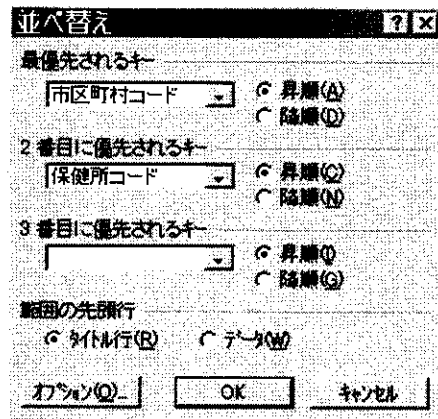 並べ替え
最優先されるキー
市区町村コード
昇順(A)
降順(D)
2 番目に優先されるキー
保健所コード
昇順(C)
降順(N)
3 番目に優先されるキー
昇順(I)
降順(G)
範囲の先頭行
タイトル行(R) データ(W)
オプション(O)... OK キャンセル